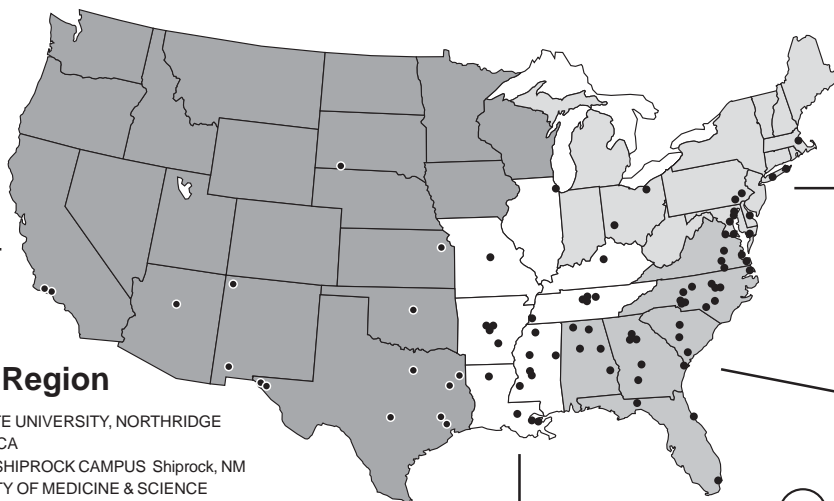 Region
TE UNIVERSITY, NORTHRIDGE
CA
SHIPROCK CAMPUS Shiprock, NM
TY OF MEDICINE & SCIENCE